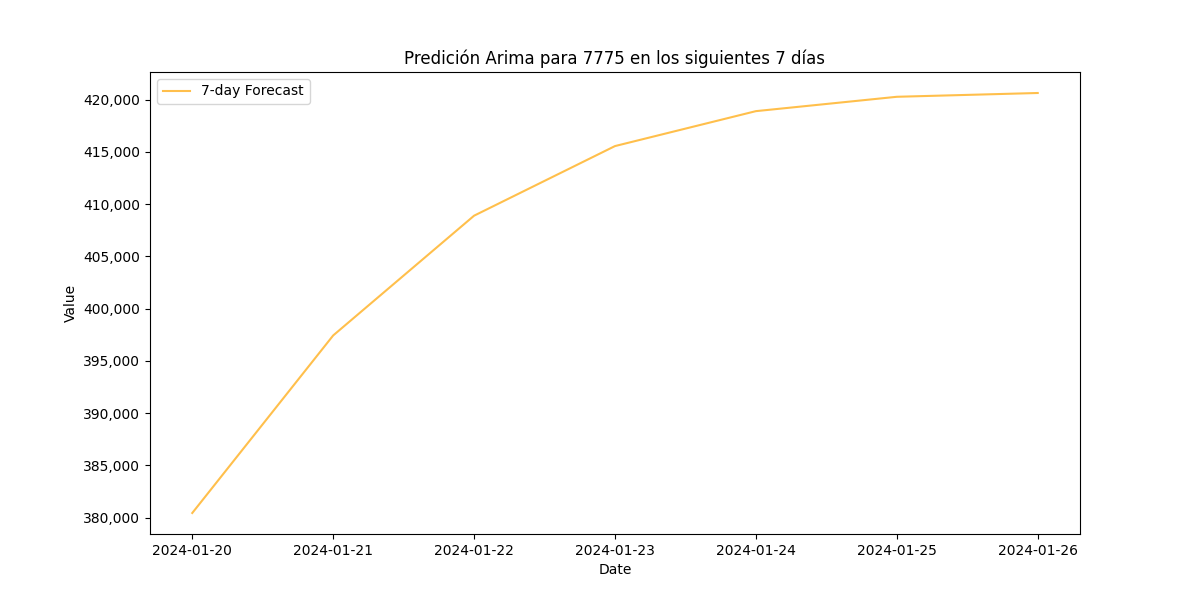 Predición Arima para 7775 en los siguientes 7 días
7-day Forecast
420,000
415,000
410,000
405,000
400,000
395,000
390,000
385,000
380,000
Value
2024-01-20 2024-01-21 2024-01-22 2024-01-23 2024-01-24 2024-01-25 2024-01-26
Date